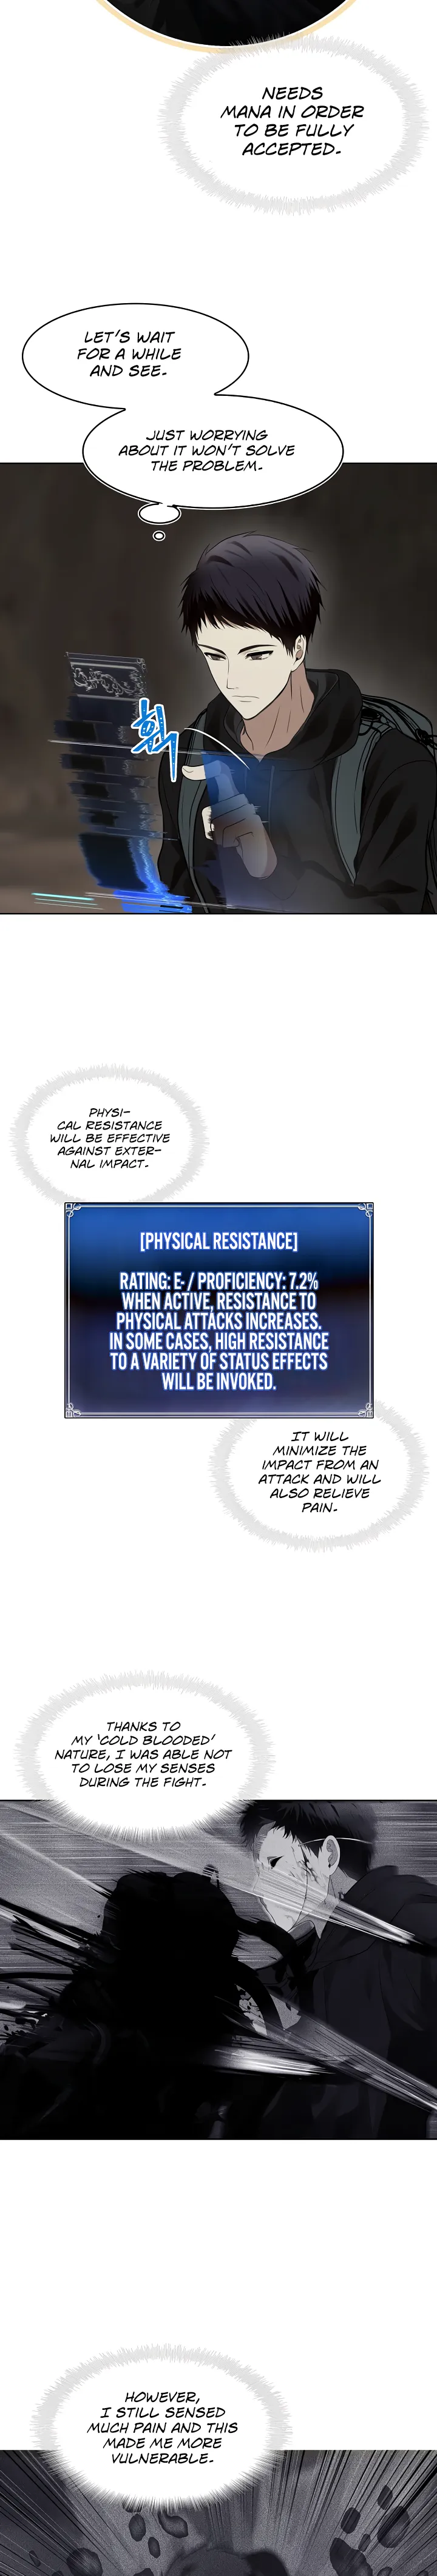 NEEDS
MANA IN ORDER
TO BE FULLY
ACCEPTED.
LET'S WAIT
FOR A WHILE
AND SEE.
JUST WORRYING
ABOUT IT WON'T SOLVE
THE PROBLEM.
휙
PHYSI-
CAL RESISTANCE
WILL BE EFFECTIVE
AGAINST EXTER-
NAL IMPACT.
[PHYSICAL RESISTANCE]
RATING: E- / PROFICIENCY: 7.2%
WHEN ACTIVE, RESISTANCE TO
PHYSICAL ATTACKS INCREASES.
IN SOME CASES, HIGH RESISTANCE
TO A VARIETY OF STATUS EFFECTS
WILL BE INVOKED.
IT WILL
MINIMIZE THE
IMPACT FROM AN
ATTACK AND WILL
ALSO RELIEVE
PAIN.
THANKS TO
MY 'COLD BLOODED'
NATURE, I WAS ABLE NOT
TO LOSE MY SENSES
DURING THE FIGHT.
HOWEVER,
I STILL SENSED
MUCH PAIN AND THIS
MADE ME MORE
VULNERABLE.